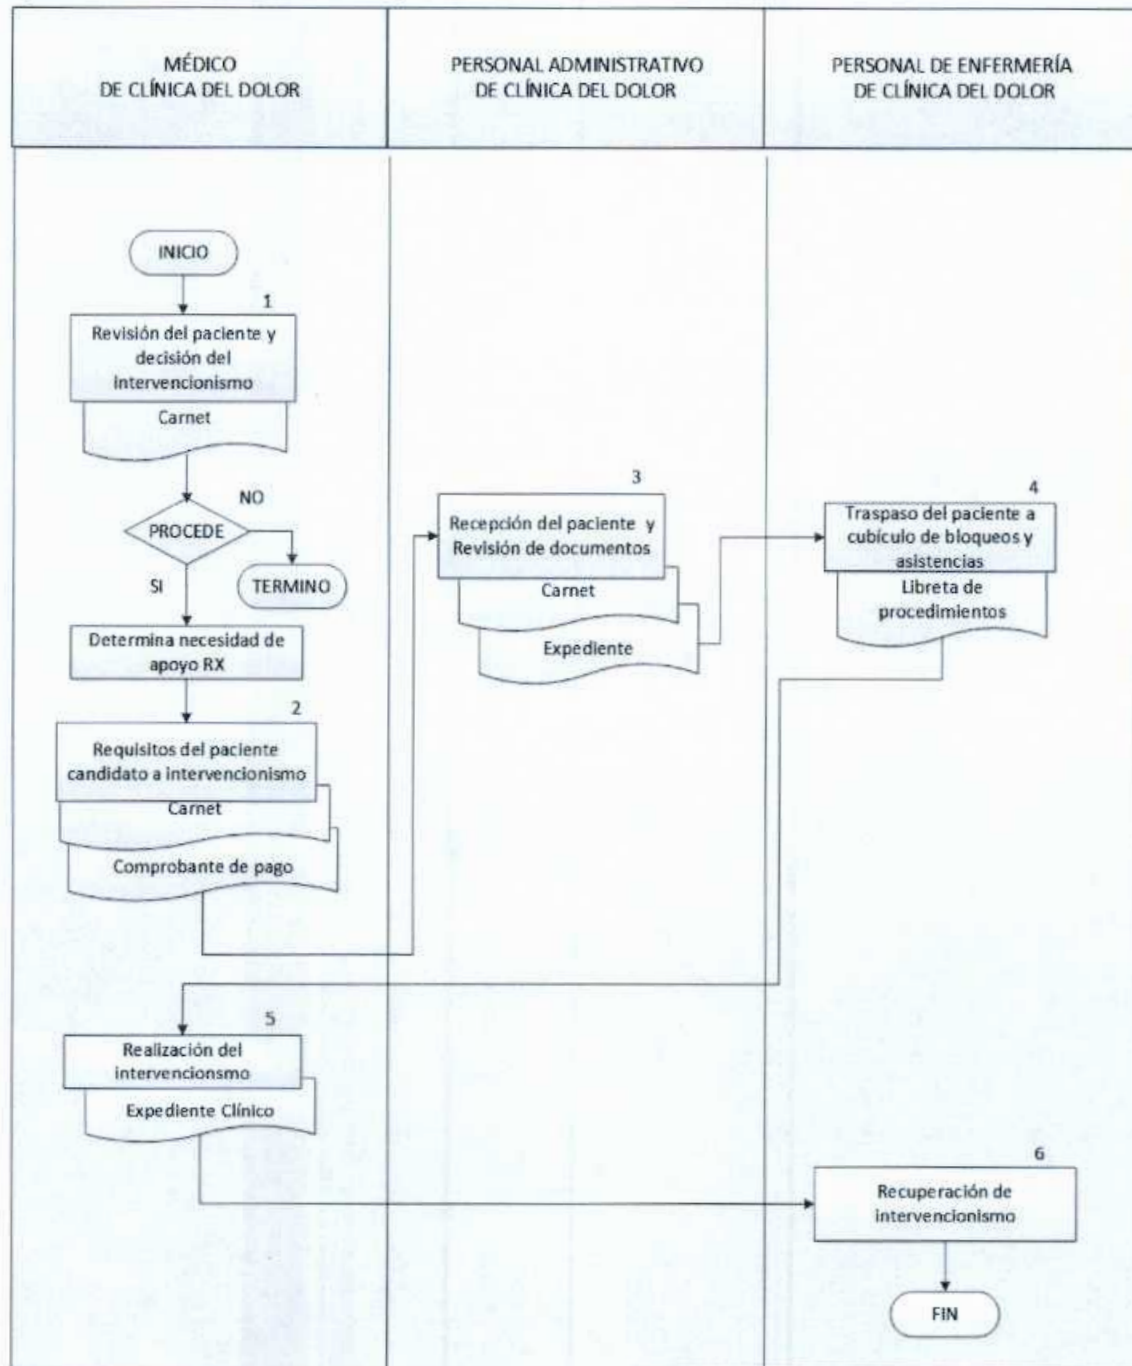 MÉDICO
DE CLÍNICA DEL DOLOR
PERSONAL ADMINISTRATIVO
DE CLÍNICA DEL DOLOR
PERSONAL DE ENFERMERÍA
DE CLÍNICA DEL DOLOR
INICIO
1
Revisión del paciente y
decisión del
intervencionismo
Carnet
NO
PROCEDE
SI
TERMINO
Determina necesidad de
apoyo RX
2
Requisitos del paciente
candidato a intervencionismo
Carnet
Comprobante de pago
3
Recepción del paciente y
Revisión de documentos
Carnet
Expediente
4
Traspaso del paciente a
cubículo de bloqueos y
asistencias
Libreta de
procedimientos
5
Realización del
intervencionsmo
Expediente Clínico
6
Recuperación de
intervencionismo
FIN